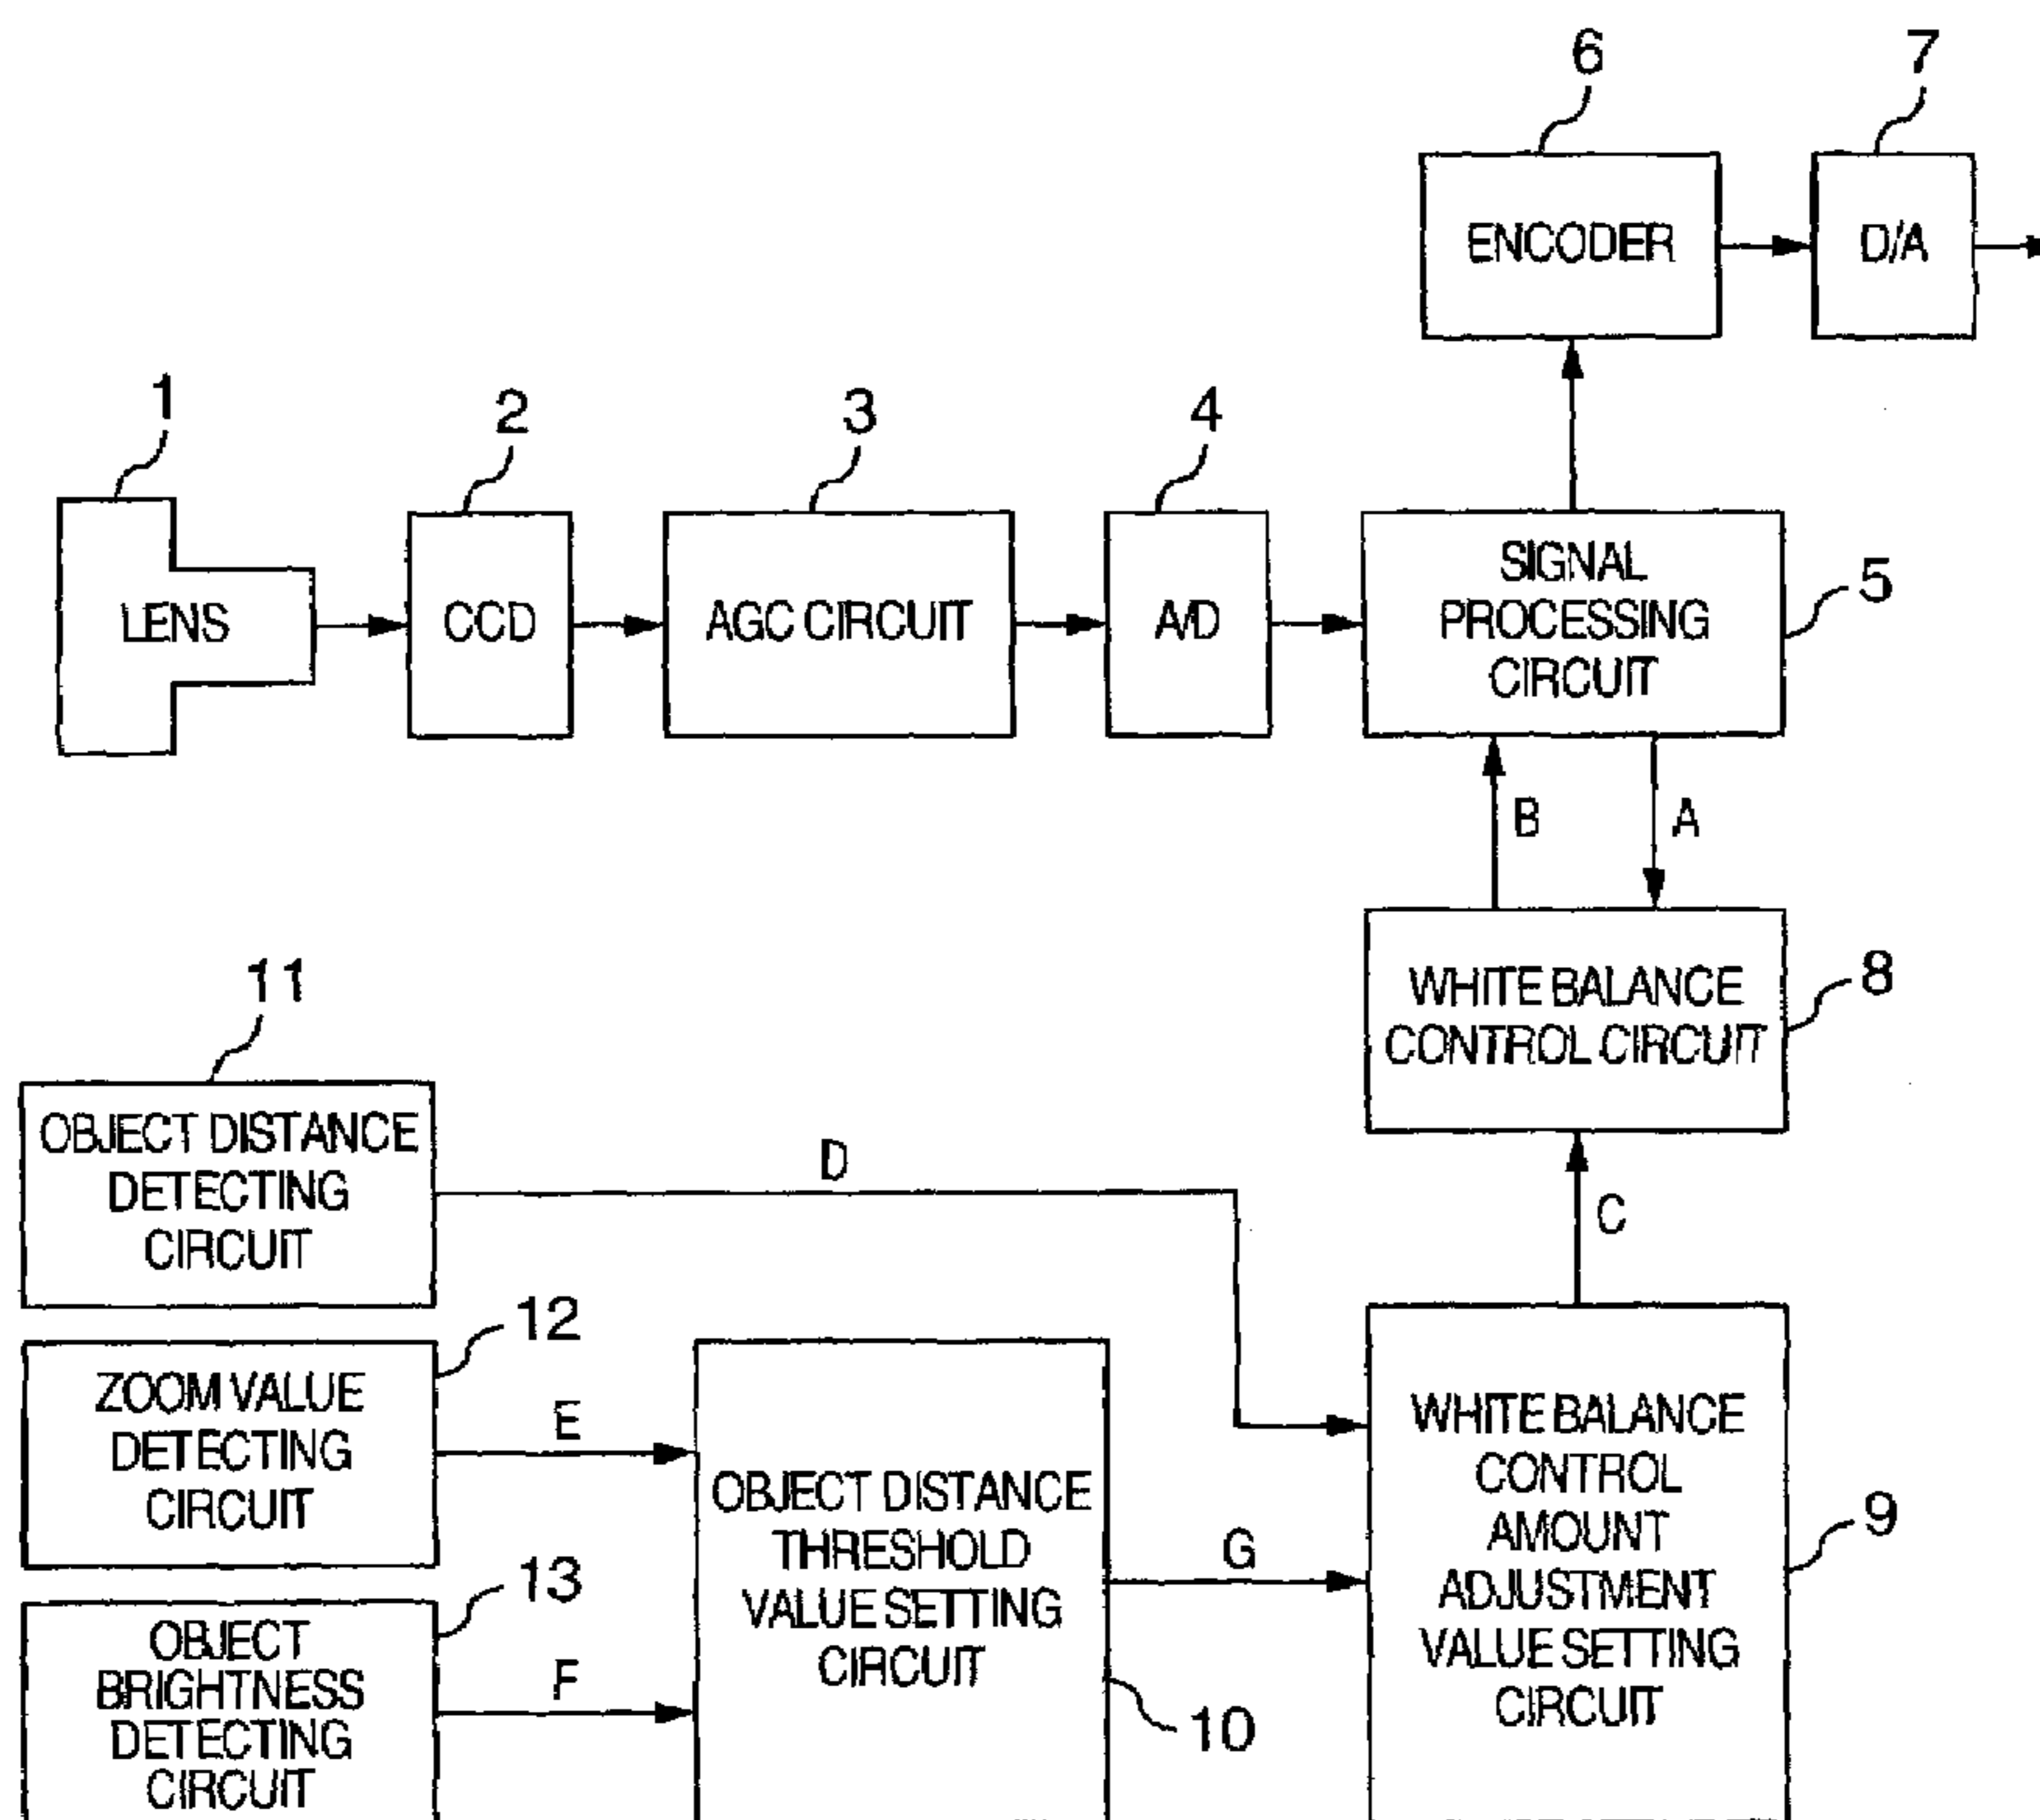 6
7
ENCODER
D/A
1
2
3
4
LENS
CCD
AGC CIRCUIT
A/D
SIGNAL
PROCESSING
CIRCUIT
5
B
A
WHITE BALANCE
CONTROL CIRCUIT
8
11
OBJECT DISTANCE
DETECTING
CIRCUIT
D
C
12
ZOOM VALUE
DETECTING
CIRCUIT
E
13
OBJECT
BRIGHTNESS
DETECTING
CIRCUIT
F
OBJECT DISTANCE
THRESHOLD
VALUE SETTING
CIRCUIT
10
G
WHITE BALANCE
CONTROL
AMOUNT
ADJUSTMENT
VALUE SETTING
CIRCUIT
9